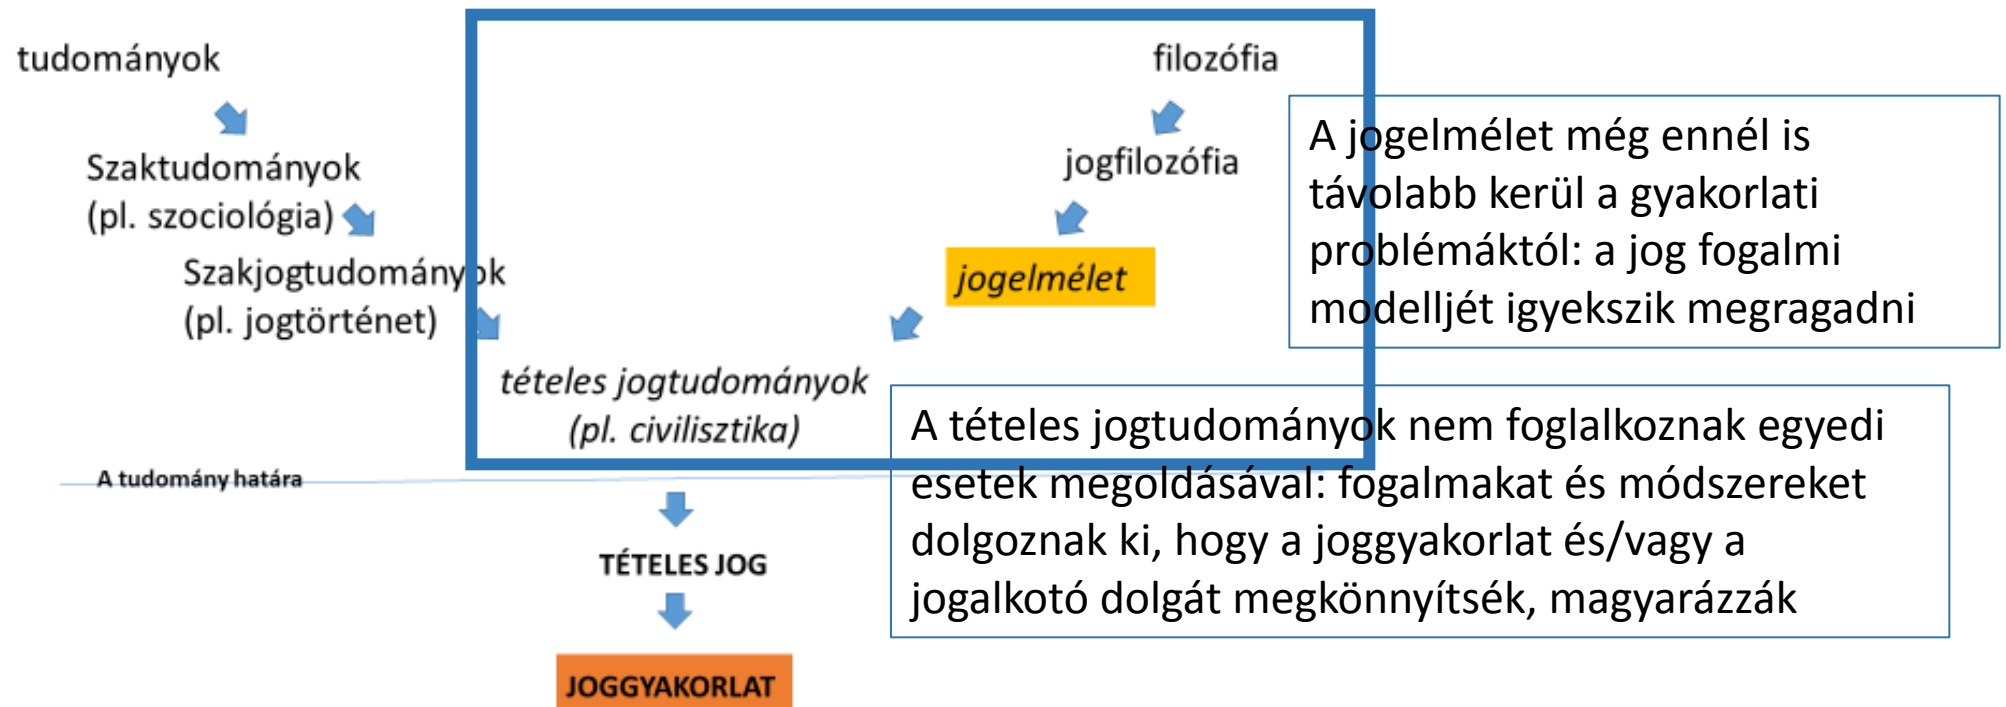 tudományok
filozófia
Szaktudományok
(pl. szociológia)
jogfilozófia
Szakjogtudományok
(pl. jogtörténet)
jogelmélet
A jogelmélet még ennél is
távolabb kerül a gyakorlati
problémáktól: a jog fogalmi
modelljét igyekszik megragadni
tételes jogtudományok
(pl. civilisztika)
A tudomány határa
A tételes jogtudományok nem foglalkoznak egyedi
esetek megoldásával: fogalmakat és módszereket
dolgoznak ki, hogy a joggyakorlat és/vagy a
jogalkotó dolgát megkönnyítsék, magyarázzák
TÉTELES JOG
JOGGYAKORLAT